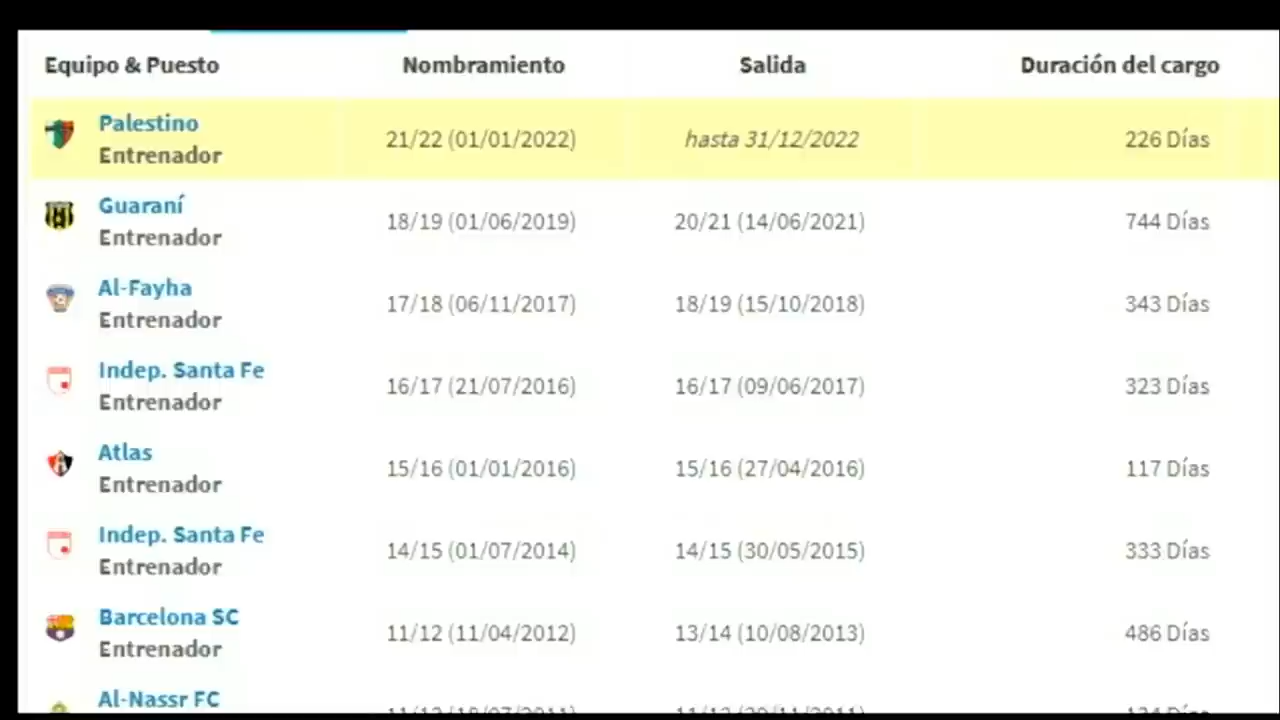 Equipo & Puesto Nombramiento Salida Duración del cargo
Palestino
Entrenador 21/22 (01/01/2022) hasta 31/12/2022 226 Días
Guaraní
Entrenador 18/19 (01/06/2019) 20/21 (14/06/2021) 744 Días
Al-Fayha
Entrenador 17/18 (06/11/2017) 18/19 (15/10/2018) 343 Días
Indep. Santa Fe
Entrenador 16/17 (21/07/2016) 16/17 (09/06/2017) 323 Días
Atlas
Entrenador 15/16 (01/01/2016) 15/16 (27/04/2016) 117 Días
Indep. Santa Fe
Entrenador 14/15 (01/07/2014) 14/15 (30/05/2015) 333 Días
Barcelona SC
Entrenador 11/12 (11/04/2012) 13/14 (10/08/2013) 486 Días
Al-Nassr FC